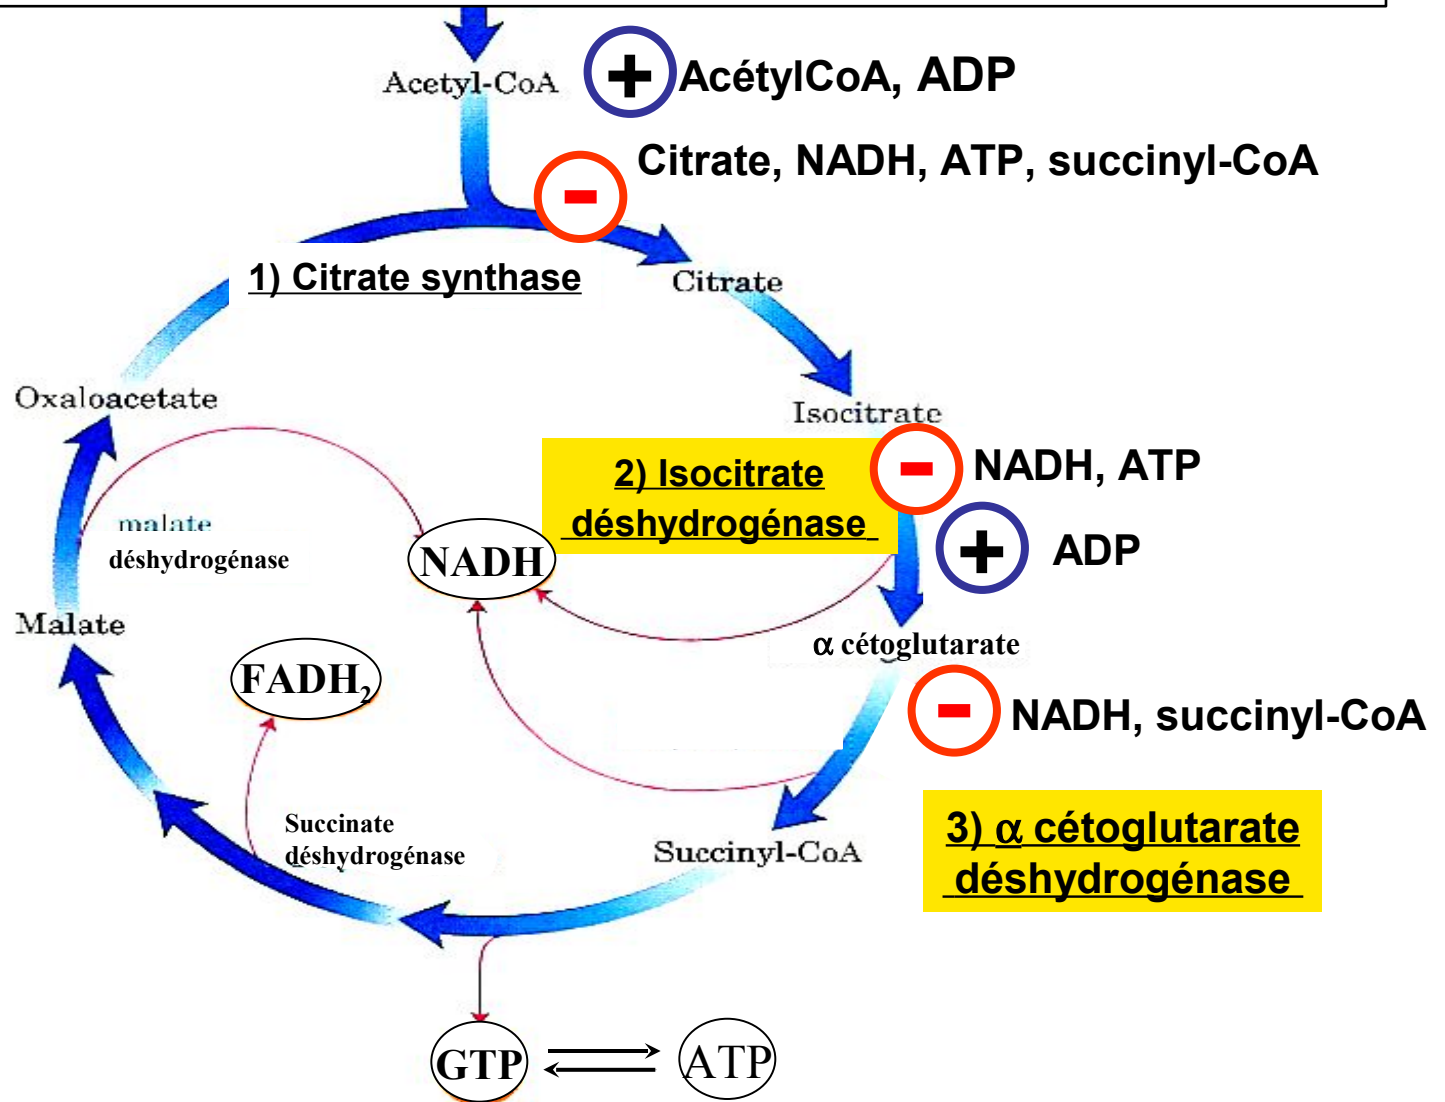 Acetyl-CoA
+ AcétylCoA, ADP
Citrate, NADH, ATP, succinyl-CoA
-
1) Citrate synthase
Citrate
Oxaloacetate
Isocitrate
2) Isocitrate
déshydrogénase
- NADH, ATP
+ ADP
malate
déshydrogénase
NADH
Malate
α cétoglutarate
FADH₂
- NADH, succinyl-CoA
Succinate
déshydrogénase
Succinyl-CoA
3) α cétoglutarate
déshydrogénase
GTP
ATP